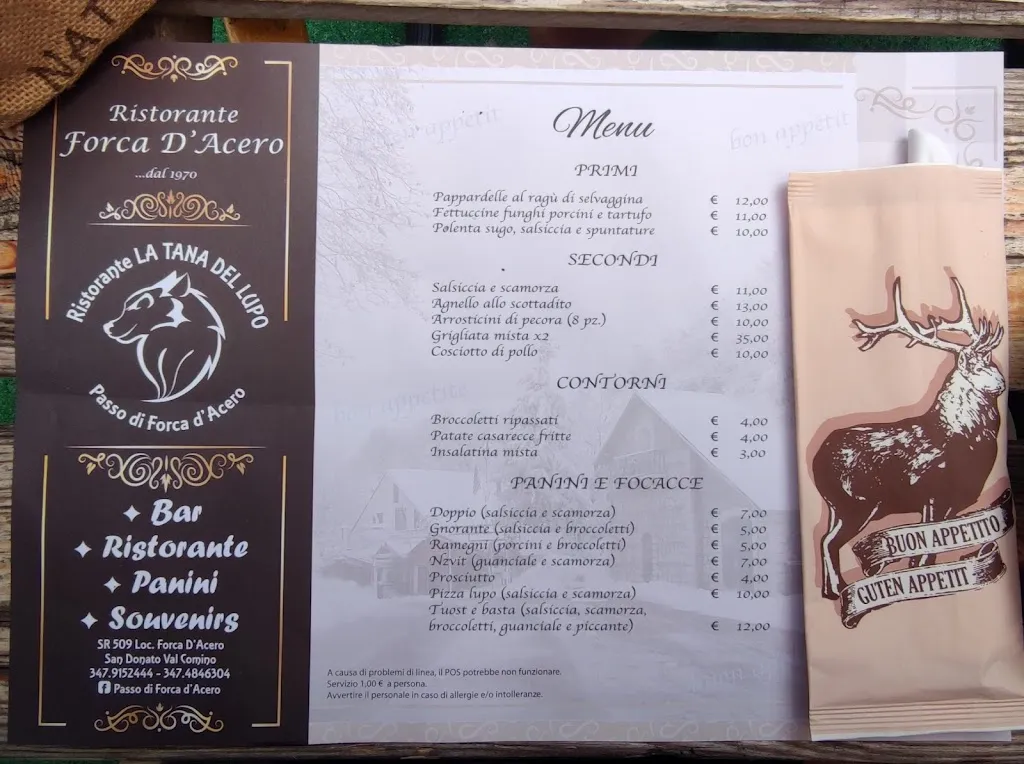 NAT
Ristorante
Forca D'Acero
...dal 1970
Ristorante LA TANA DEL LUPO
Passo di Forca d'Acero
Bar
Ristorante
Panini
Souvenirs
SR 509 Loc. Forca D'Acero
San Donato Val Comino
347.9152444 - 347.4846304
Passo di Forca d'Acero
bon appetit
Menu
bon appetit
PRIMI
Pappardelle al ragù di selvaggina € 12,00
Fettuccine funghi porcini e tartufo € 11,00
Polenta sugo, salsiccia e spuntature € 10,00
SECONDI
Salsiccia e scamorza € 11,00
Agnello allo scottadito € 13,00
Arrosticini di pecora (8 pz.) € 10,00
Grigliata mista x2 € 35,00
Cosciotto di pollo € 10,00
CONTORNI
bon appetite
Broccoletti ripassati € 4,00
Patate casarecce fritte € 4,00
Insalatina mista € 3,00
PANINI E FOCACCE
Doppio (salsiccia e scamorza) € 7,00
Gnorante (salsiccia e broccoletti) € 5,00
Ramegni (porcini e broccoletti) € 5,00
Nzvit (guanciale e scamorza) € 7,00
Prosciutto € 4,00
Pizza lupo (salsiccia e scamorza) € 10,00
Tuost e basta (salsiccia, scamorza,
broccoletti, guanciale e piccante) € 12,00
A causa di problemi di linea, il POS potrebbe non funzionare.
Servizio 1,00 € a persona.
Avvertire il personale in caso di allergie e/o intolleranze.
BUON APPETITO
GUTEN APPETIT